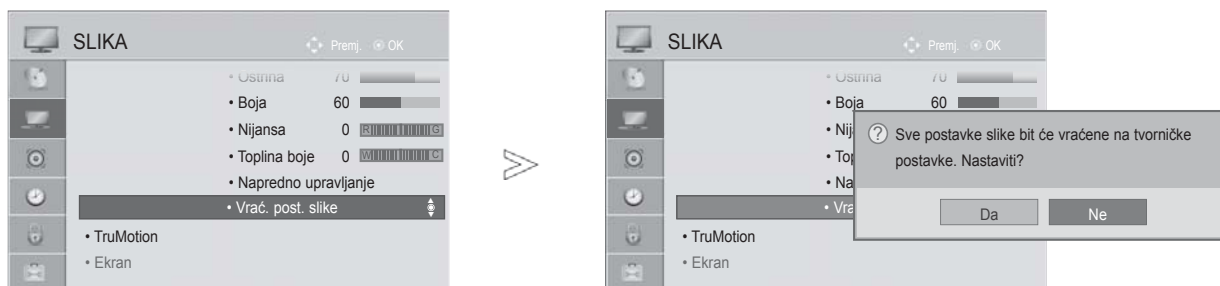 SLIKA
Premj. OK
• Oštrina 70
• Boja 60
• Nijansa 0 R G
• Toplina boje 0 W C
• Napredno upravljanje
• Vrać. post. slike
• TruMotion
• Ekran
SLIKA
Premj. OK
• Oštrina 70
• Boja 60
• Nij
• Top
• Na
• Vra
• TruMotion
• Ekran
? Sve postavke slike bit će vraćene na tvorničke
postavke. Nastaviti?
Da Ne